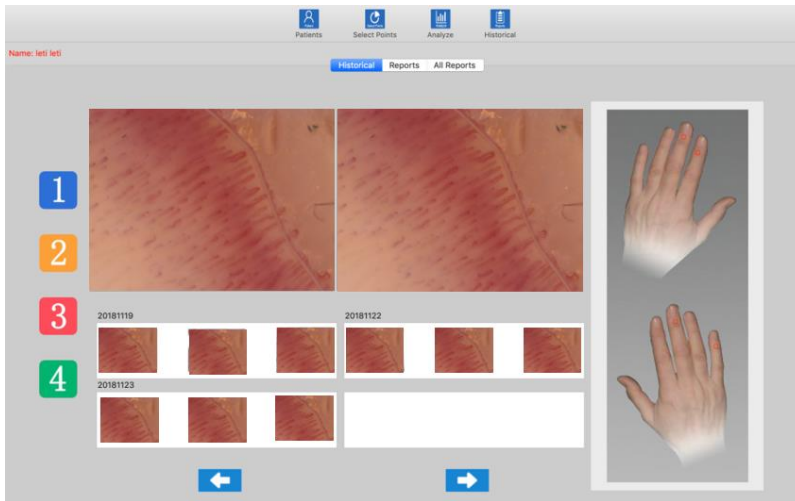 Patients Select Points Analyze Historical
Name: leti leti
Historical Reports All Reports
1
2
3
4
20181119 20181122
20181123